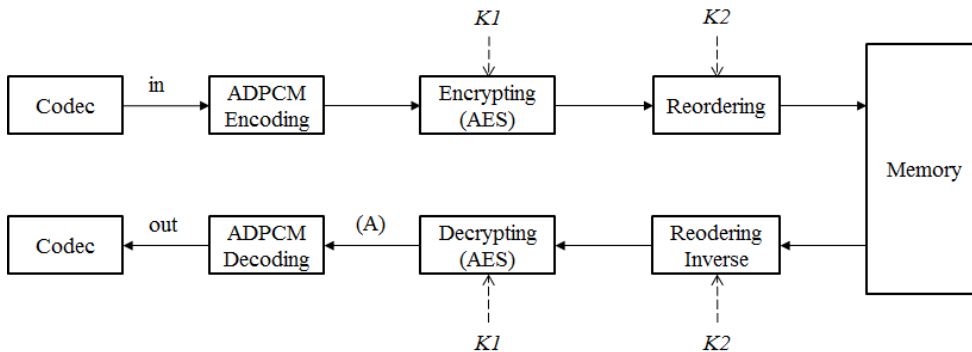 K1
K2
in
Codec
ADPCM
Encoding
Encrypting
(AES)
Reordering
Memory
out
(A)
Codec
ADPCM
Decoding
Decrypting
(AES)
Reodering
Inverse
K1
K2